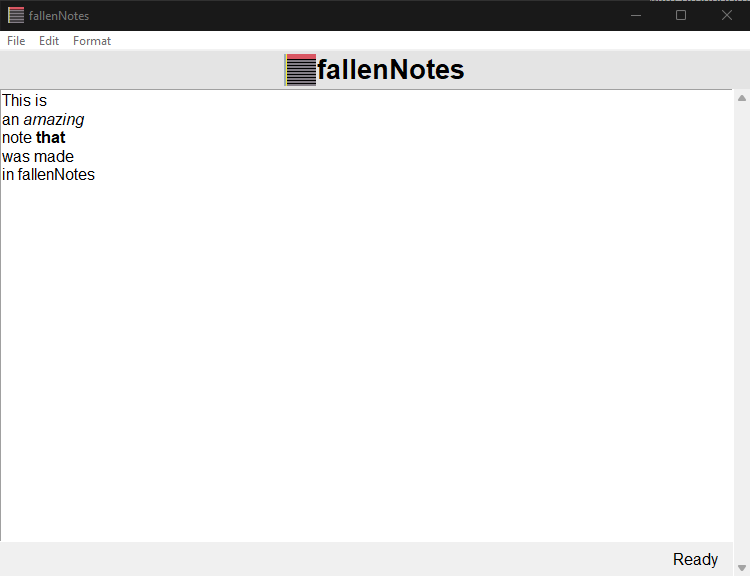 fallenNotes
File Edit Format
fallenNotes
This is
an amazing
note that
was made
in fallenNotes
Ready